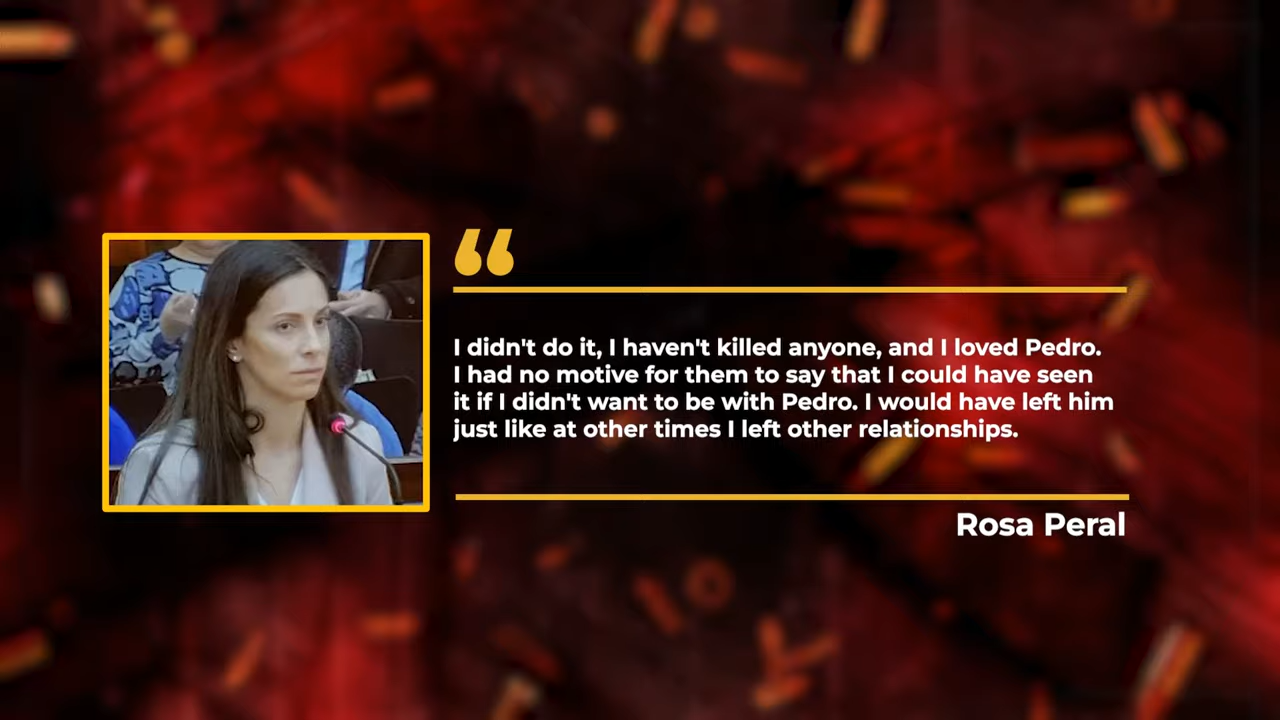 “
I didn't do it, I haven't killed anyone, and I loved Pedro.
I had no motive for them to say that I could have seen
it if I didn't want to be with Pedro. I would have left him
just like at other times I left other relationships.
Rosa Peral